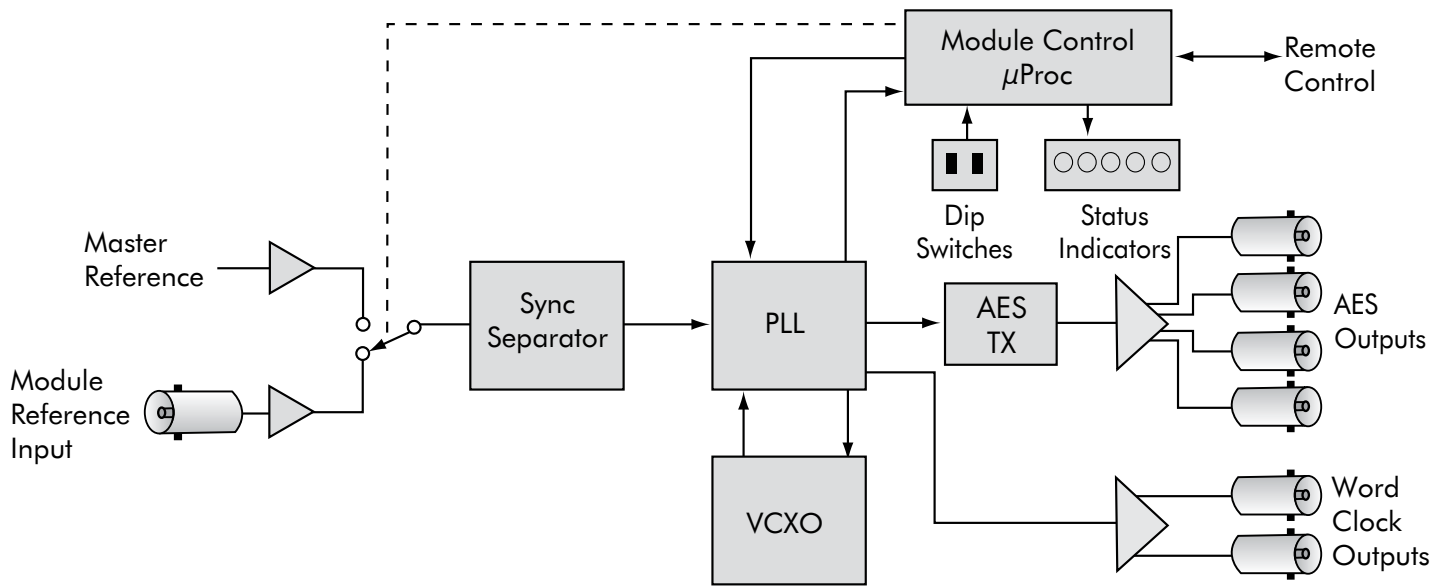 Module Control
µProc
Remote
Control
Dip
Switches
Status
Indicators
Master
Reference
Sync
Separator
PLL
AES
TX
AES
Outputs
Module
Reference
Input
VCXO
Word
Clock
Outputs